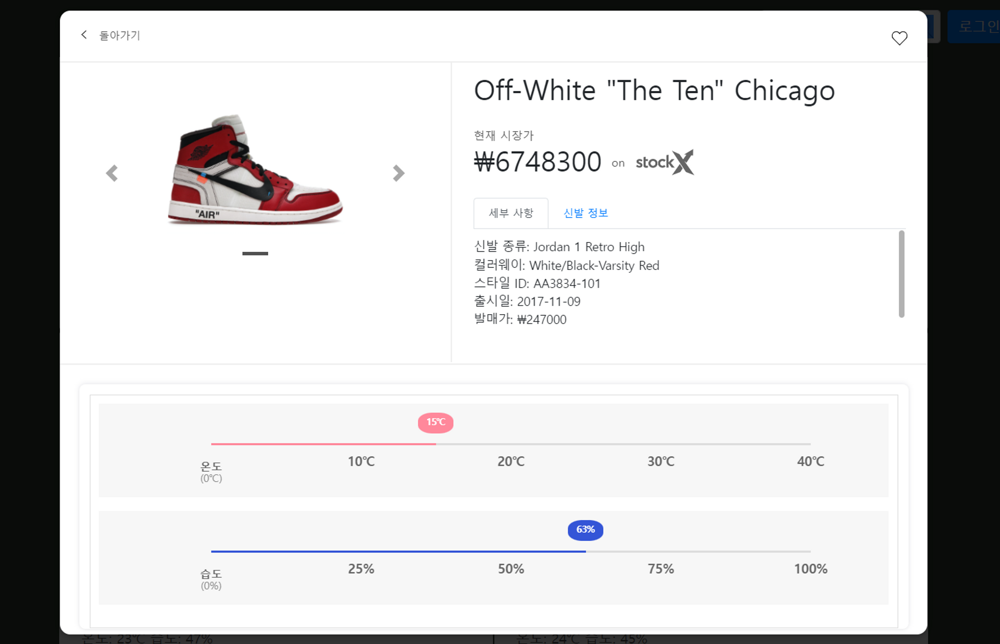 로그인
돌아가기
Off-White "The Ten" Chicago
현재 시장가
₩6748300 on stockX
세부 사항 신발 정보
신발 종류: Jordan 1 Retro High
컬러웨이: White/Black-Varsity Red
스타일 ID: AA3834-101
출시일: 2017-11-09
발매가: ₩247000
"AIR"
15℃
10℃ 20℃ 30℃ 40℃
온도
(0℃)
63%
25% 50% 75% 100%
습도
(0%)
온도: 23℃ 습도: 47% 온도: 24℃ 습도: 45%